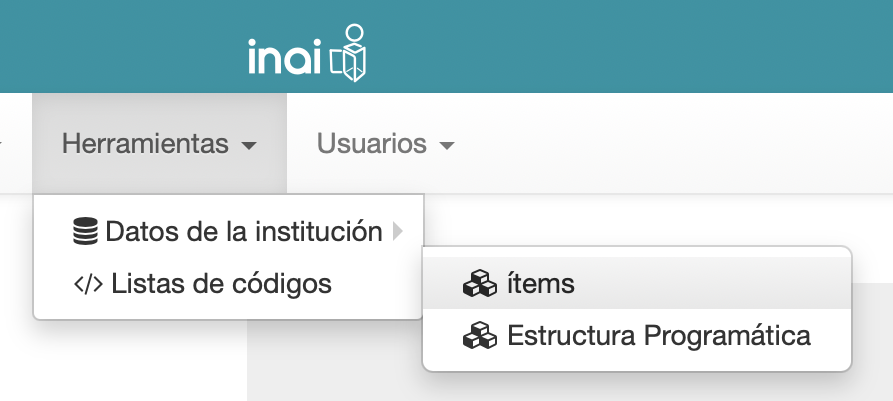 inai
Herramientas
Usuarios
Datos de la institución
Listas de códigos
ítems
Estructura Programática